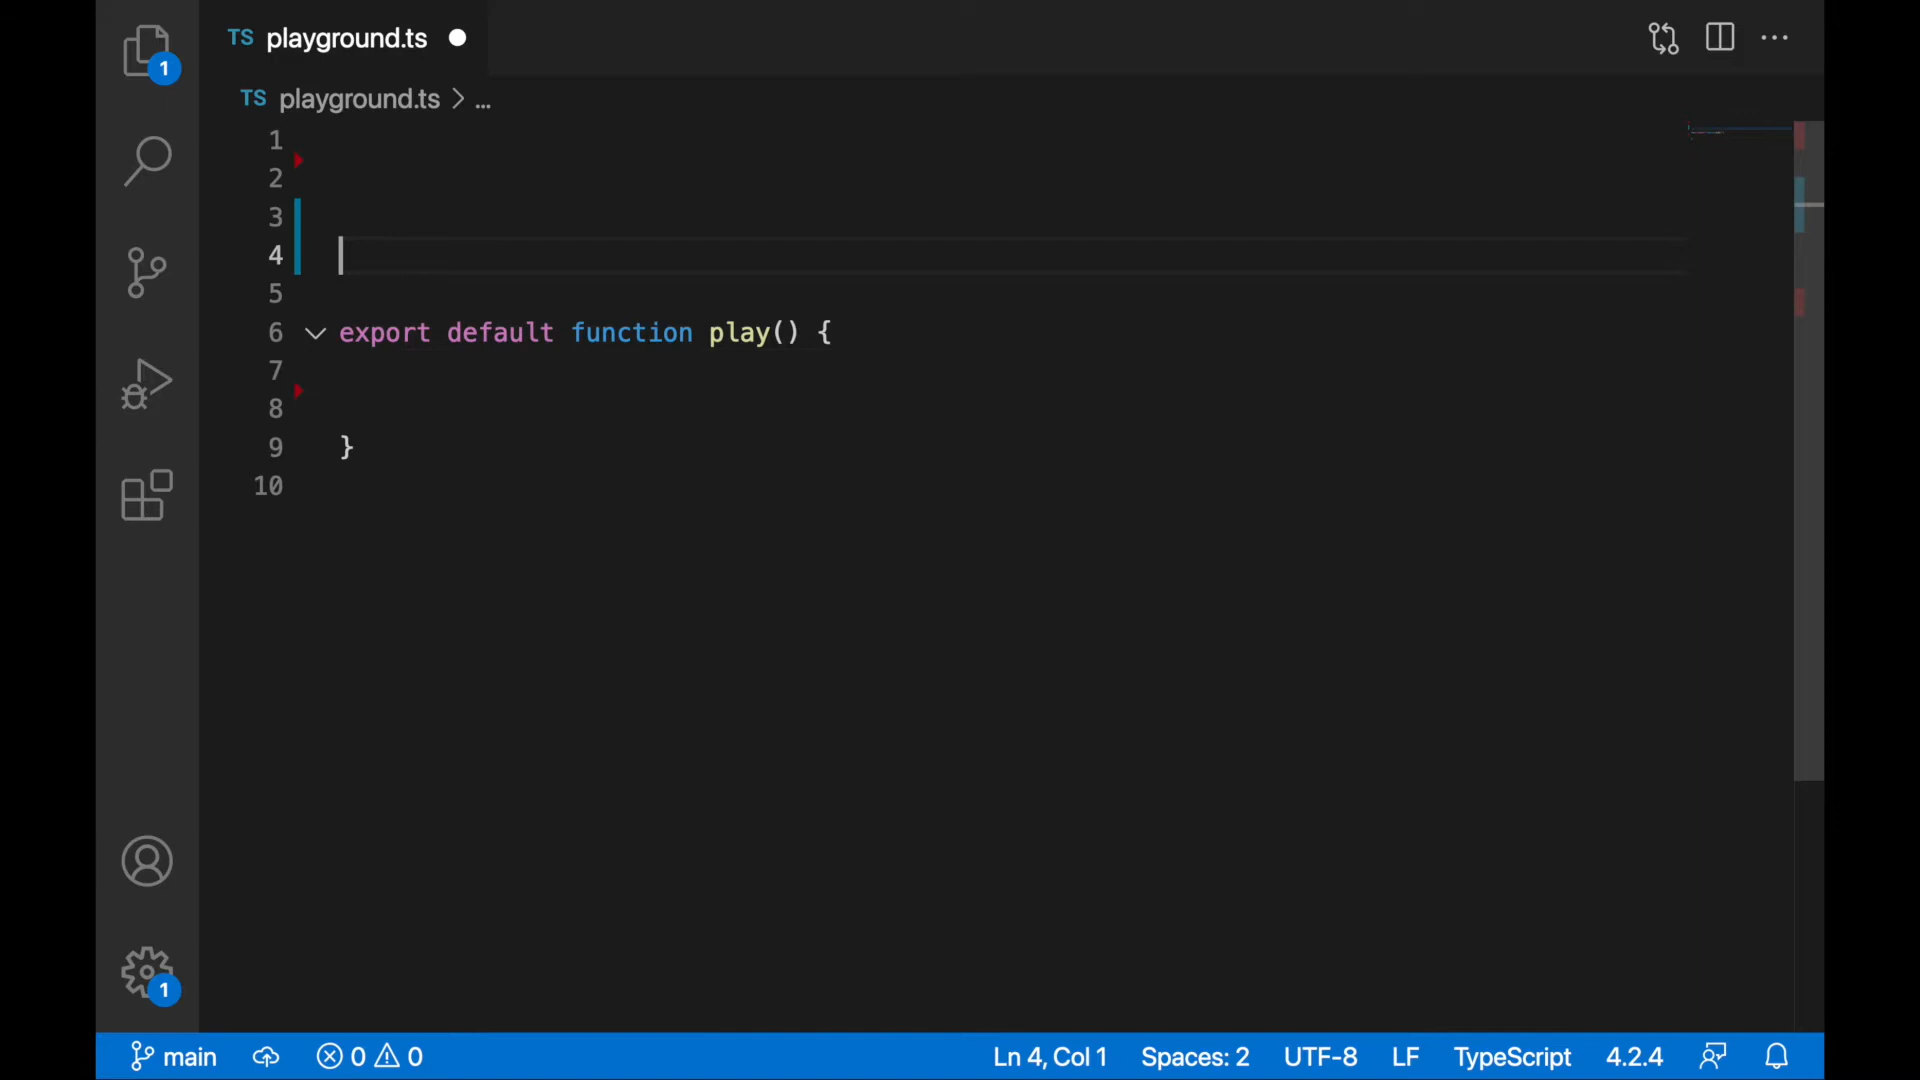 TS playground.ts
TS playground.ts > ...
1
2
3
4
5
6 export default function play() {
7
8
9 }
10
1
1
main 0 0 Ln 4, Col 1 Spaces: 2 UTF-8 LF TypeScript 4.2.4